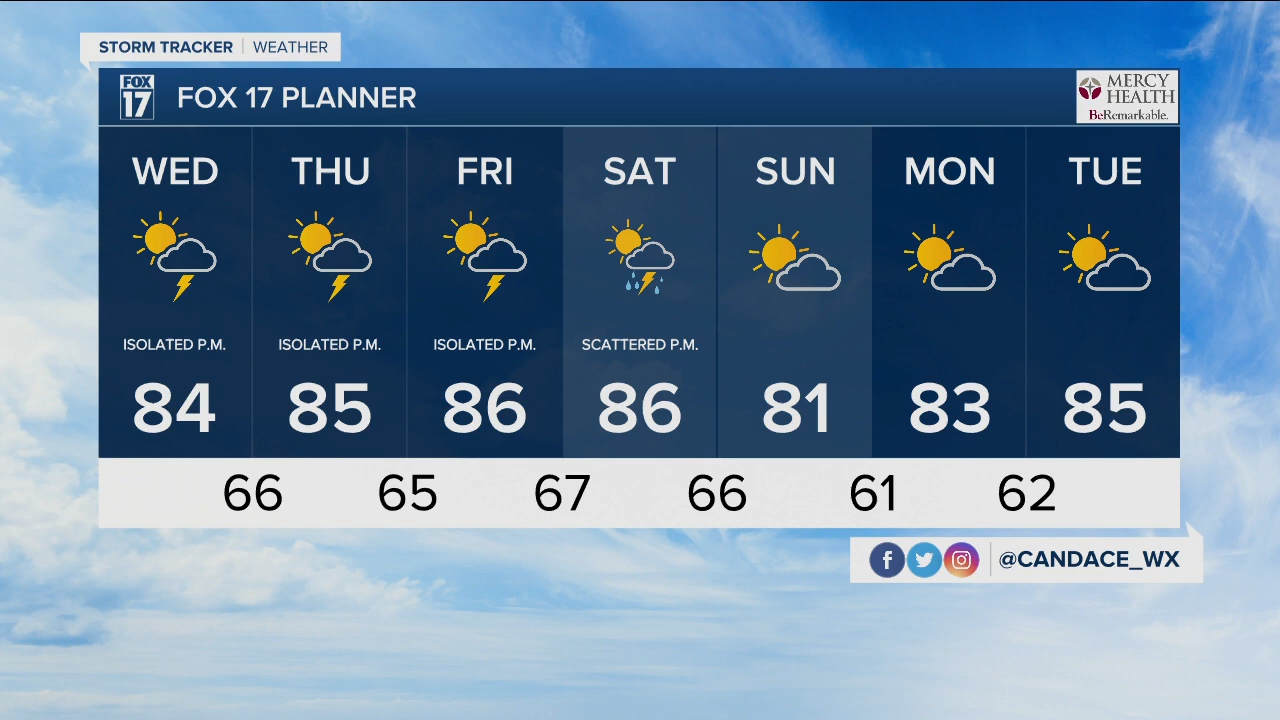 STORM TRACKER | WEATHER
FOX 17
FOX 17 PLANNER
MERCY HEALTH
BeRemarkable.
WED THU FRI SAT SUN MON TUE
ISOLATED P.M. ISOLATED P.M. ISOLATED P.M. SCATTERED P.M.
84 85 86 86 81 83 85
66 65 67 66 61 62
@CANDACE_WX